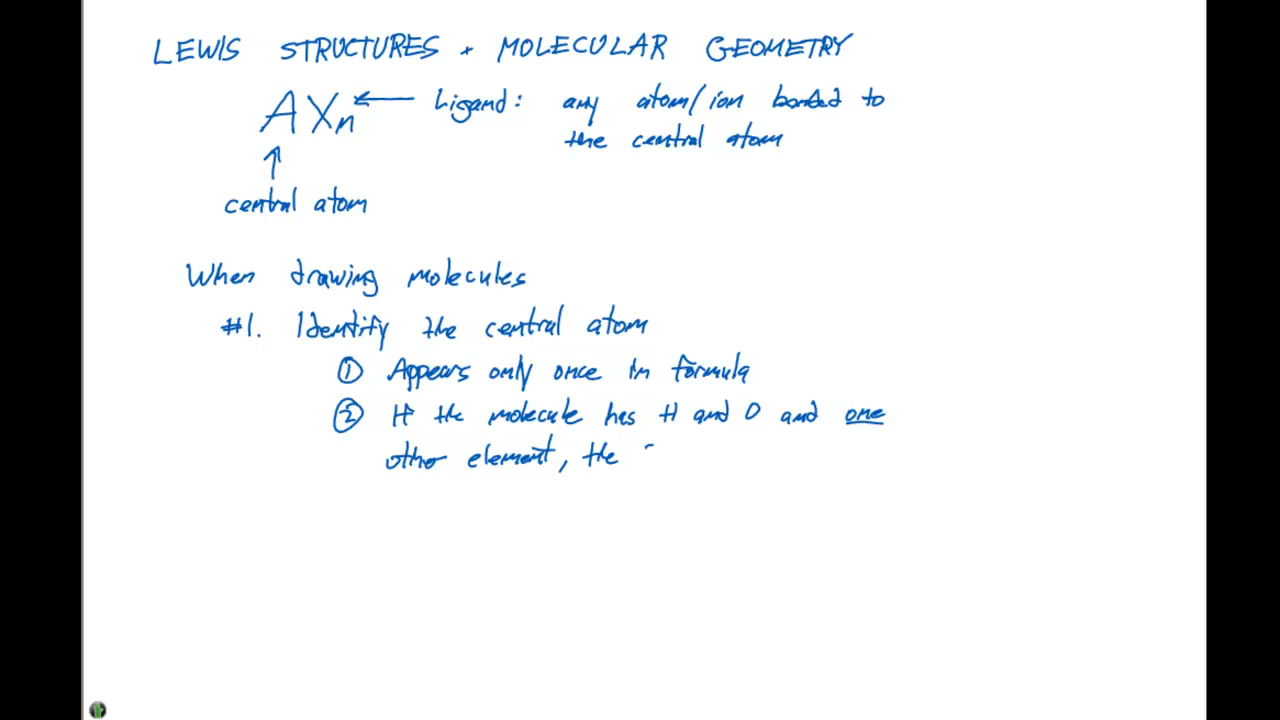 LEWIS STRUCTURES + MOLECULAR GEOMETRY
AXn ← Ligand: any atom/ion bonded to
the central atom
↑
central atom
When drawing molecules
#1. Identify the central atom
① Appears only once in formula
② If the molecule has H and O and one
other element, the